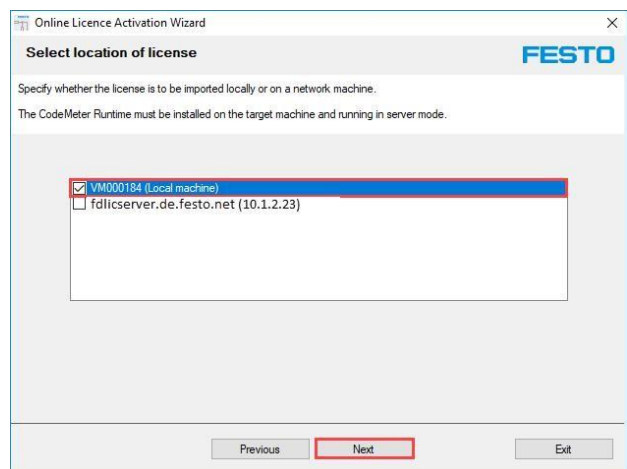 Online Licence Activation Wizard
Select location of license
FESTO
Specify whether the license is to be imported locally or on a network machine.
The CodeMeter Runtime must be installed on the target machine and running in server mode.
VM000184 (Local machine)
fdlicserver.de.festo.net (10.1.2.23)
Previous
Next
Exit